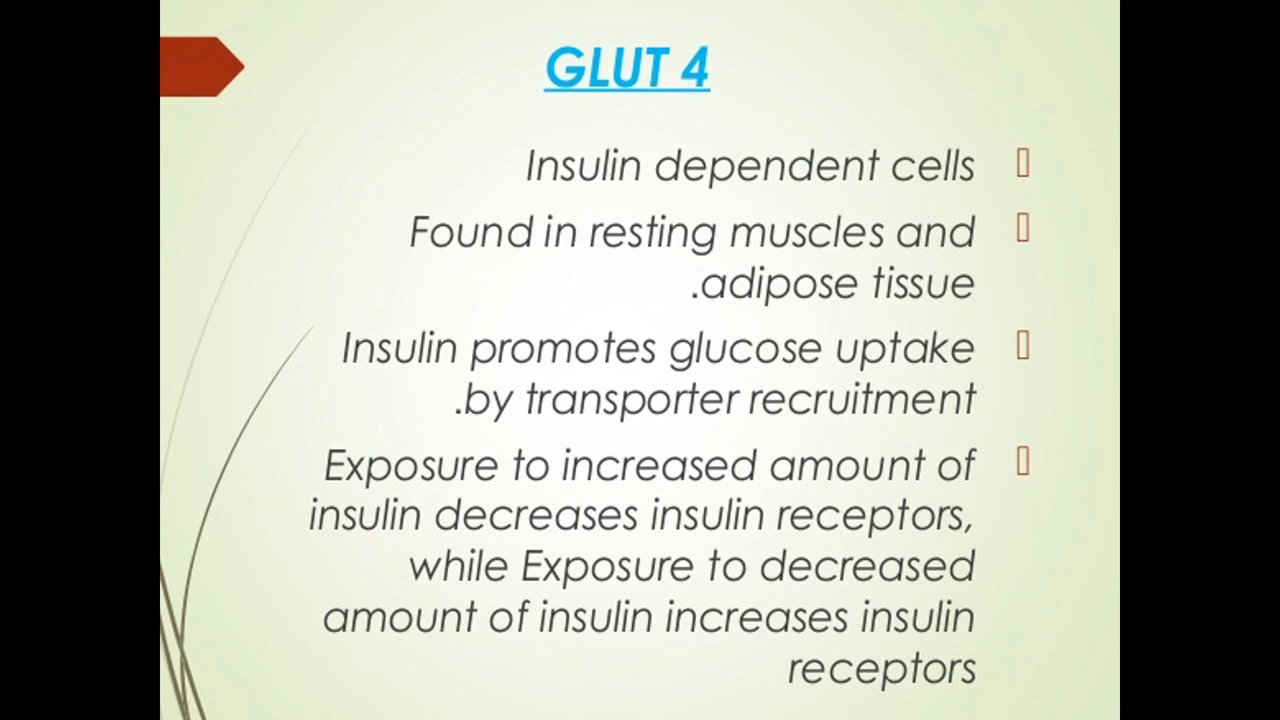 GLUT 4
Insulin dependent cells
Found in resting muscles and
.adipose tissue
Insulin promotes glucose uptake
.by transporter recruitment
Exposure to increased amount of
insulin decreases insulin receptors,
while Exposure to decreased
amount of insulin increases insulin
receptors